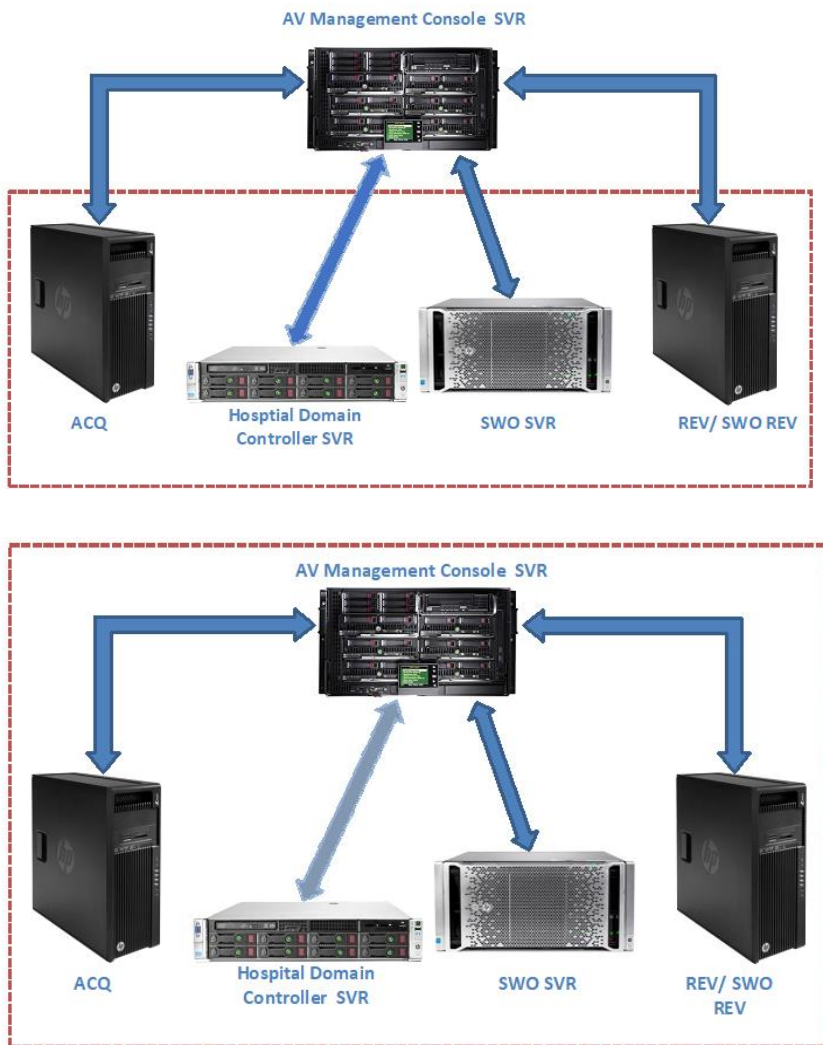 AV Management Console SVR
ACQ
Hosptial Domain
Controller SVR
SWO SVR
REV/ SWO REV
AV Management Console SVR
ACQ
Hospital Domain
Controller SVR
SWO SVR
REV/ SWO
REV